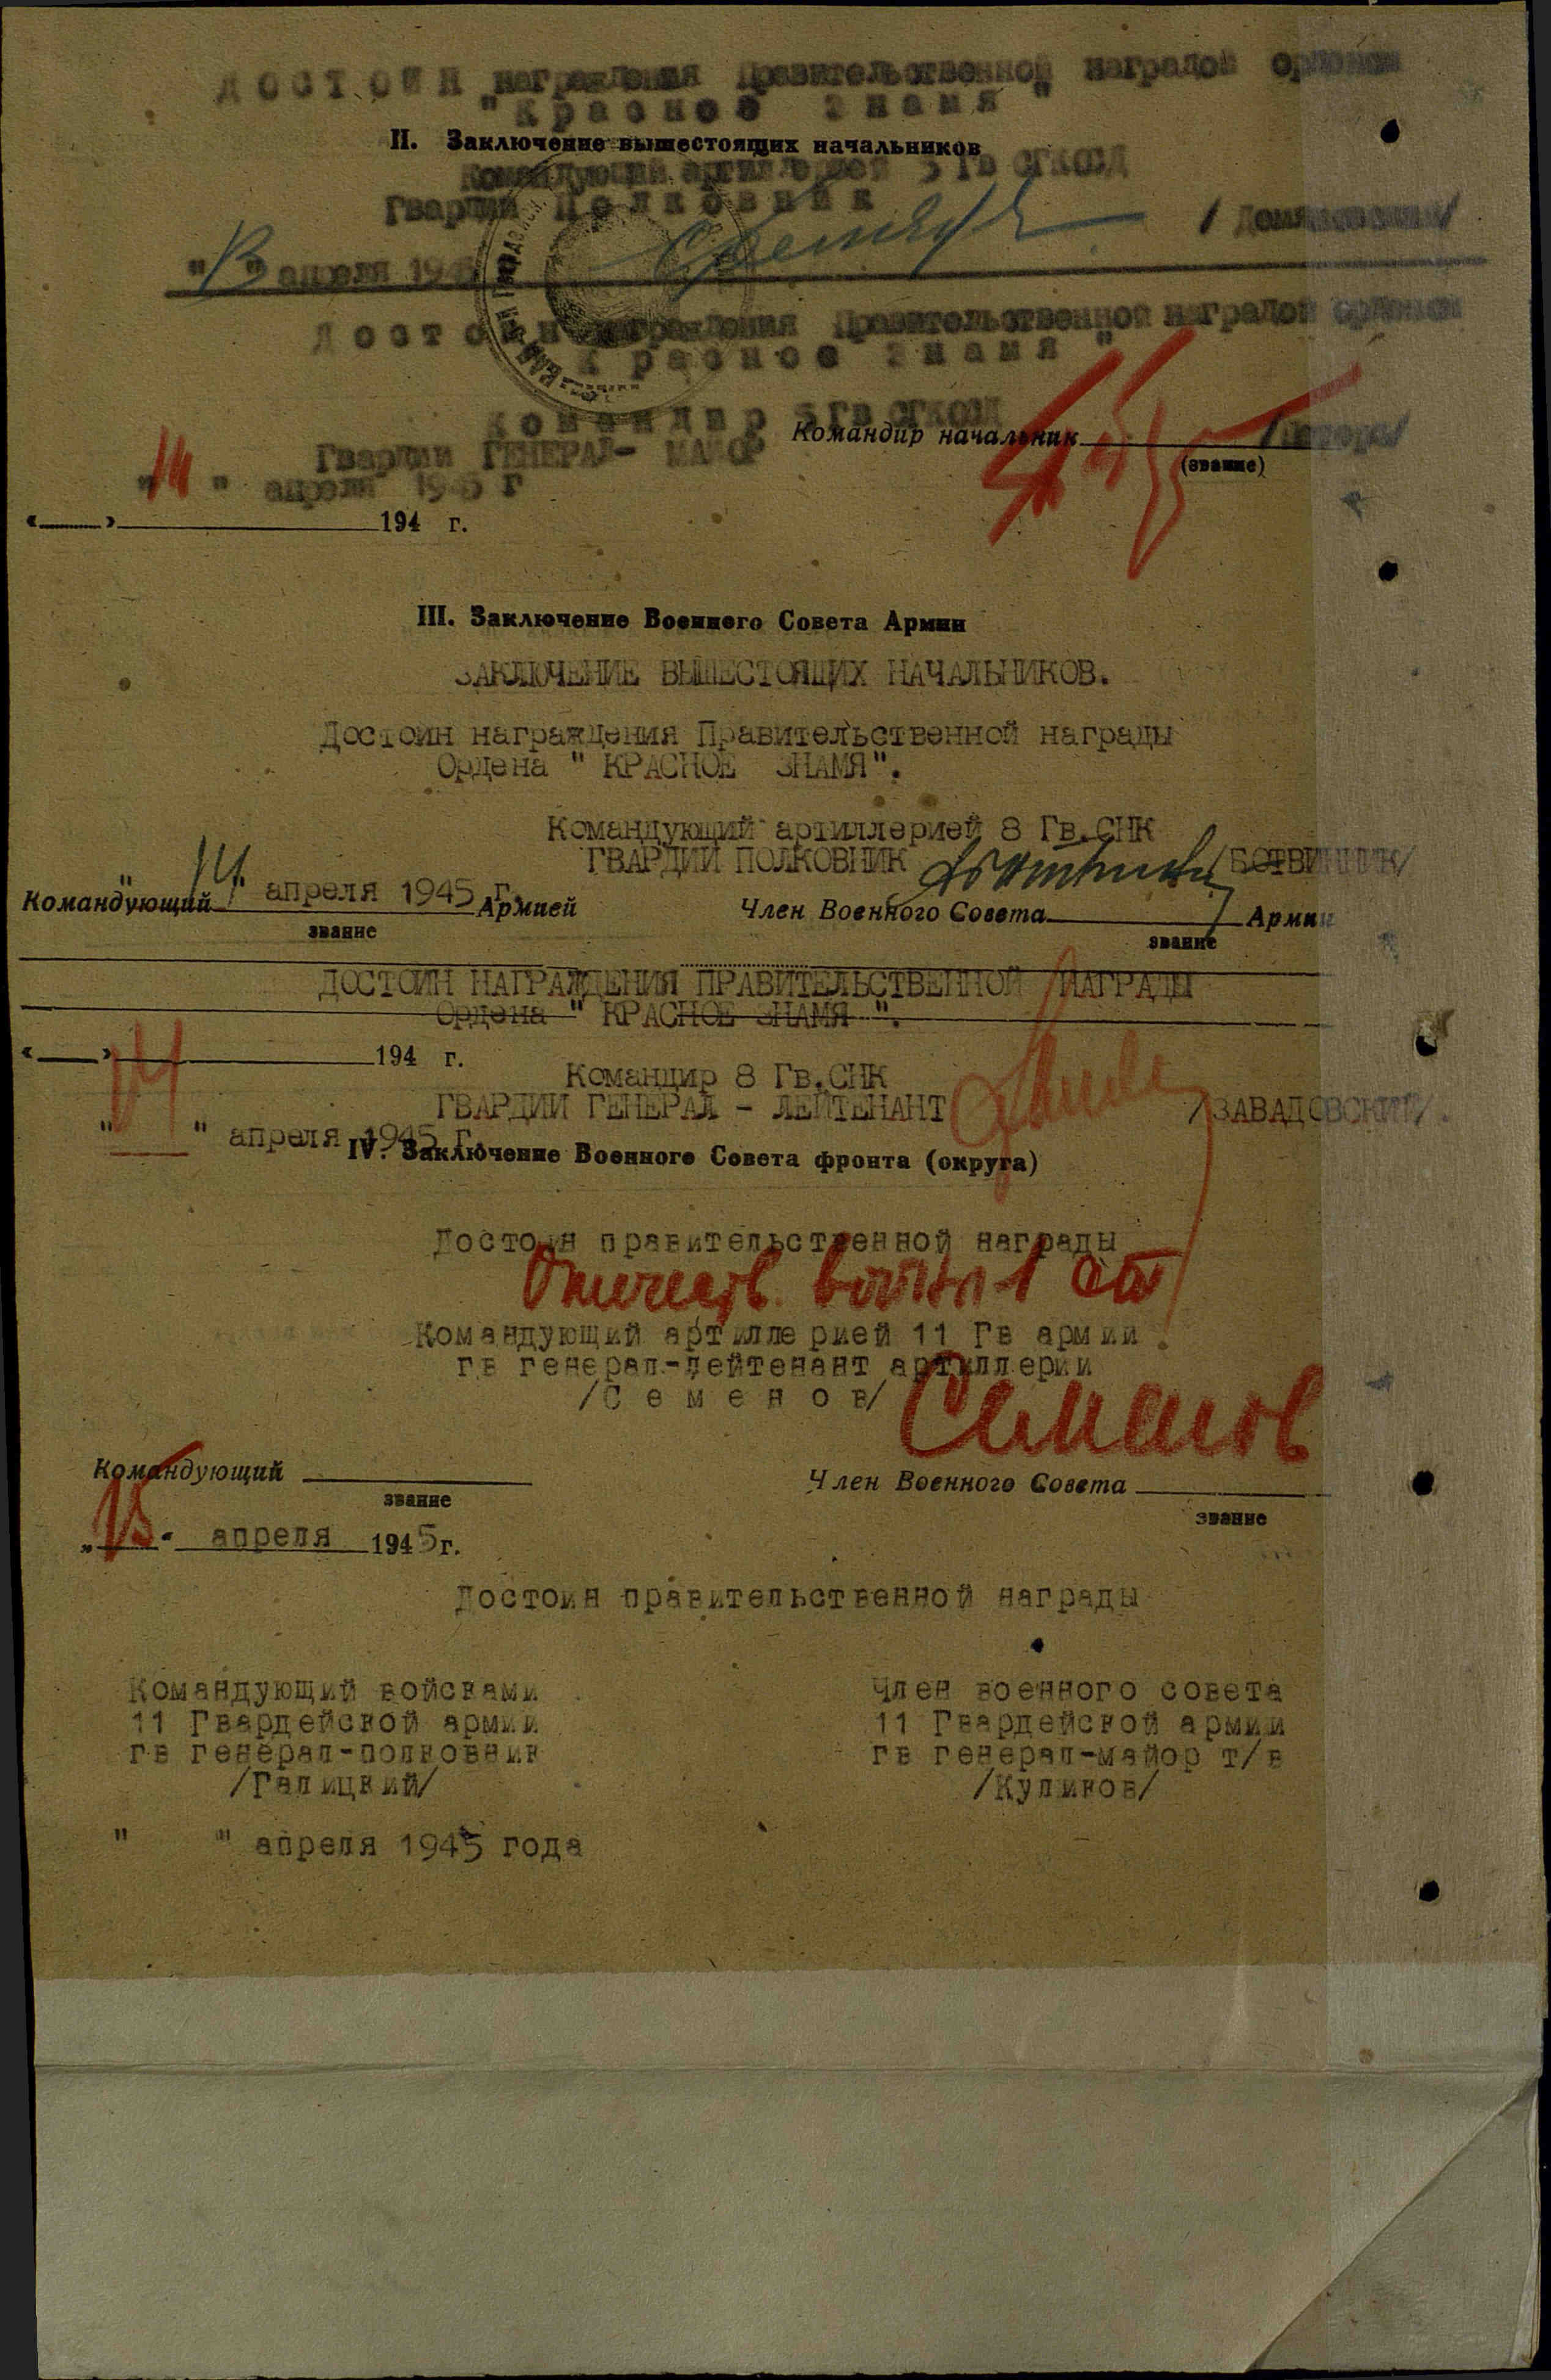 ДОСТОИН награждения Правительственной наградой орденом
"Красное Знамя"
II. Заключение вышестоящих начальников
Командующий артиллерией 5 ГВ СГКОСД
Гвардии Полковник
"13" апреля 1945
Достоин награждения Правительственной наградой орденом
Красное Знамя"
Командир 5 ГВ СГКОСД
Командир начальник
Гвардии ГЕНЕРАЛ- МАЙОР
(звание)
"14" апреля 1945 г
«___»___194 г.
III. Заключение Военного Совета Армии
ЗАКЛЮЧЕНИЕ ВЫШЕСТОЯЩИХ НАЧАЛЬНИКОВ.
Достоин награждения Правительственной награды
Ордена " КРАСНОЕ ЗНАМЯ".
Командующий артиллерией 8 Гв.СНК
ГВАРДИИ ПОЛКОВНИК /БОТВИННИК/
"14" апреля 1945 г.
Командующий Армией Член Военного Совета Армии
звание звание
ДОСТОИН НАГРАЖДЕНИЯ ПРАВИТЕЛЬСТВЕННОЙ НАГРАДЫ
Ордена " КРАСНОЕ ЗНАМЯ ".
«___»___194 г.
Командир 8 Гв.СНК
ГВАРДИИ ГЕНЕРАЛ - ЛЕЙТЕНАНТ /ЗАВАДОВСКИЙ/.
"14" апреля 1945 г.
IV. Заключение Военного Совета фронта (округа)
Достоин правительственной награды
Отечеств. войны 1 ст
Командующий артиллерией 11 Гв армии
гв генерал-лейтенант артиллерии
/Семенов/ Семенов
Командующий Член Военного Совета
звание звание
"15" апреля 1945г.
Достоин правительственной награды
Командующий войсками
11 Гвардейской армии
гв генерал-полковник
/Галицкий/
Член военного совета
11 Гвардейской армии
гв генерал-майор т/в
/Куликов/
" " апреля 1945 года